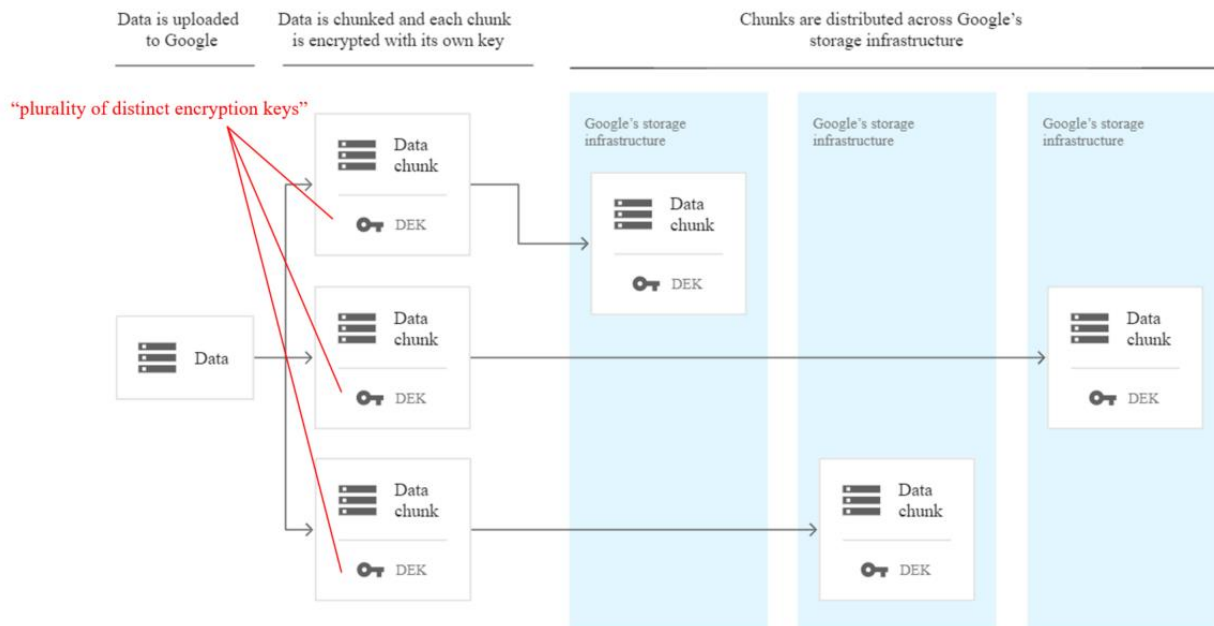 Data is uploaded
to Google
Data is chunked and each chunk
is encrypted with its own key
Chunks are distributed across Google’s
storage infrastructure
“plurality of distinct encryption keys”
Google’s storage
infrastructure
Google’s storage
infrastructure
Google’s storage
infrastructure
Data
chunk
DEK
Data
chunk
DEK
Data
Data
chunk
DEK
Data
chunk
DEK
Data
chunk
DEK
Data
chunk
DEK